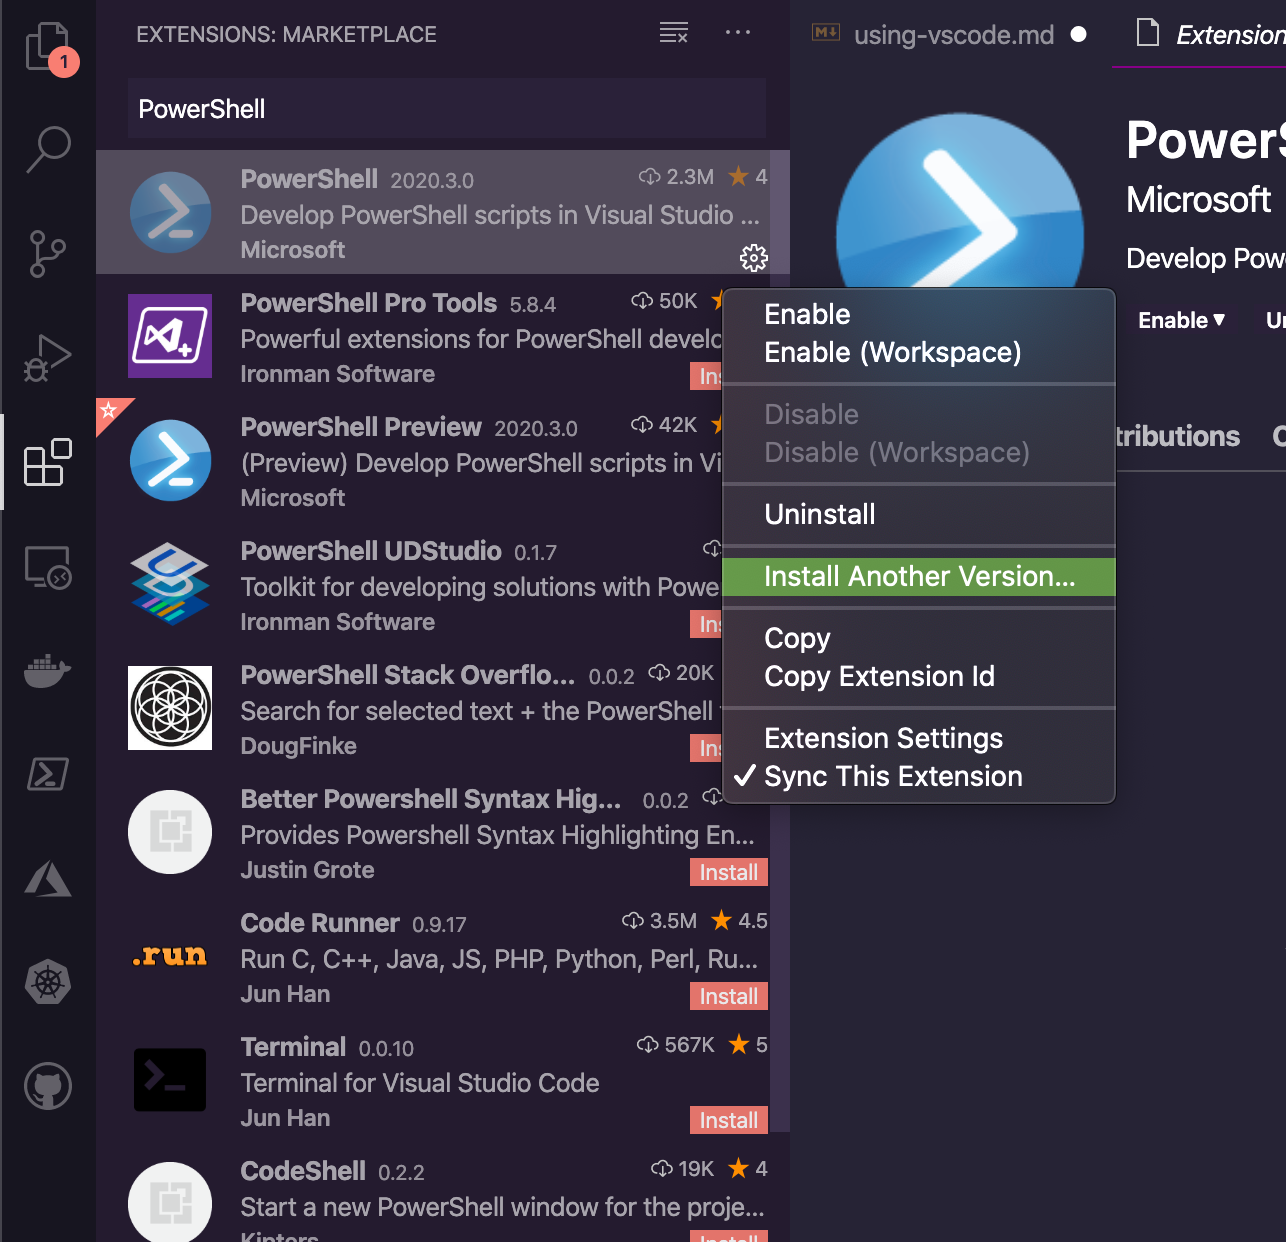 1
EXTENSIONS: MARKETPLACE
PowerShell
PowerShell 2020.3.0 2.3M 4
Develop PowerShell scripts in Visual Studio ...
Microsoft
PowerShell Pro Tools 5.8.4 50K
Powerful extensions for PowerShell develo
Ironman Software
Ins
PowerShell Preview 2020.3.0 42K
(Preview) Develop PowerShell scripts in Vi
Microsoft
PowerShell UDStudio 0.1.7
Toolkit for developing solutions with Powe
Ironman Software
Ins
PowerShell Stack Overflo... 0.0.2 20K
Search for selected text + the PowerShell
DougFinke
Ins
Better Powershell Syntax Hig... 0.0.2
Provides Powershell Syntax Highlighting En...
Justin Grote
Install
.run
Code Runner 0.9.17 3.5M 4.5
Run C, C++, Java, JS, PHP, Python, Perl, Ru...
Jun Han
Install
Terminal 0.0.10 567K 5
Terminal for Visual Studio Code
Jun Han
Install
CodeShell 0.2.2 19K 4
Start a new PowerShell window for the proje...
Kinters
Install
M↓ using-vscode.md
Extension
PowerS
Microsoft
Develop Pow
Enable ▾
Un
tributions
Enable
Enable (Workspace)
Disable
Disable (Workspace)
Uninstall
Install Another Version...
Copy
Copy Extension Id
Extension Settings
✓ Sync This Extension